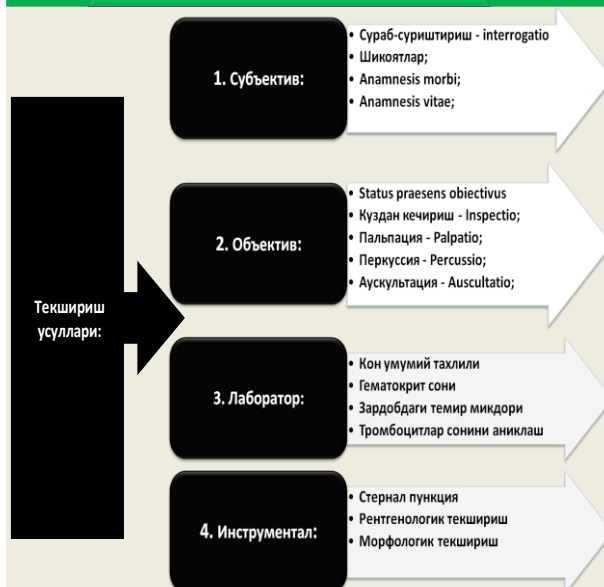 Текшириш
усуллари:
1. Субъектив:
• Сураб-суриштириш - interrogatio
• Шикоятлар;
• Anamnesis morbi;
• Anamnesis vitae;
2. Объектив:
• Status praesens obiectivus
• Куздан кечириш - Inspectio;
• Пальпация - Palpatio;
• Перкуссия - Percussio;
• Аускультация - Auscultatio;
3. Лаборатор:
• Кон умумий тахлили
• Гематокрит сони
• Зардобдаги темир микдори
• Тромбоцитлар сонини аниклаш
4. Инструментал:
• Стернал пункция
• Рентгенологик текшириш
• Морфологик текшириш